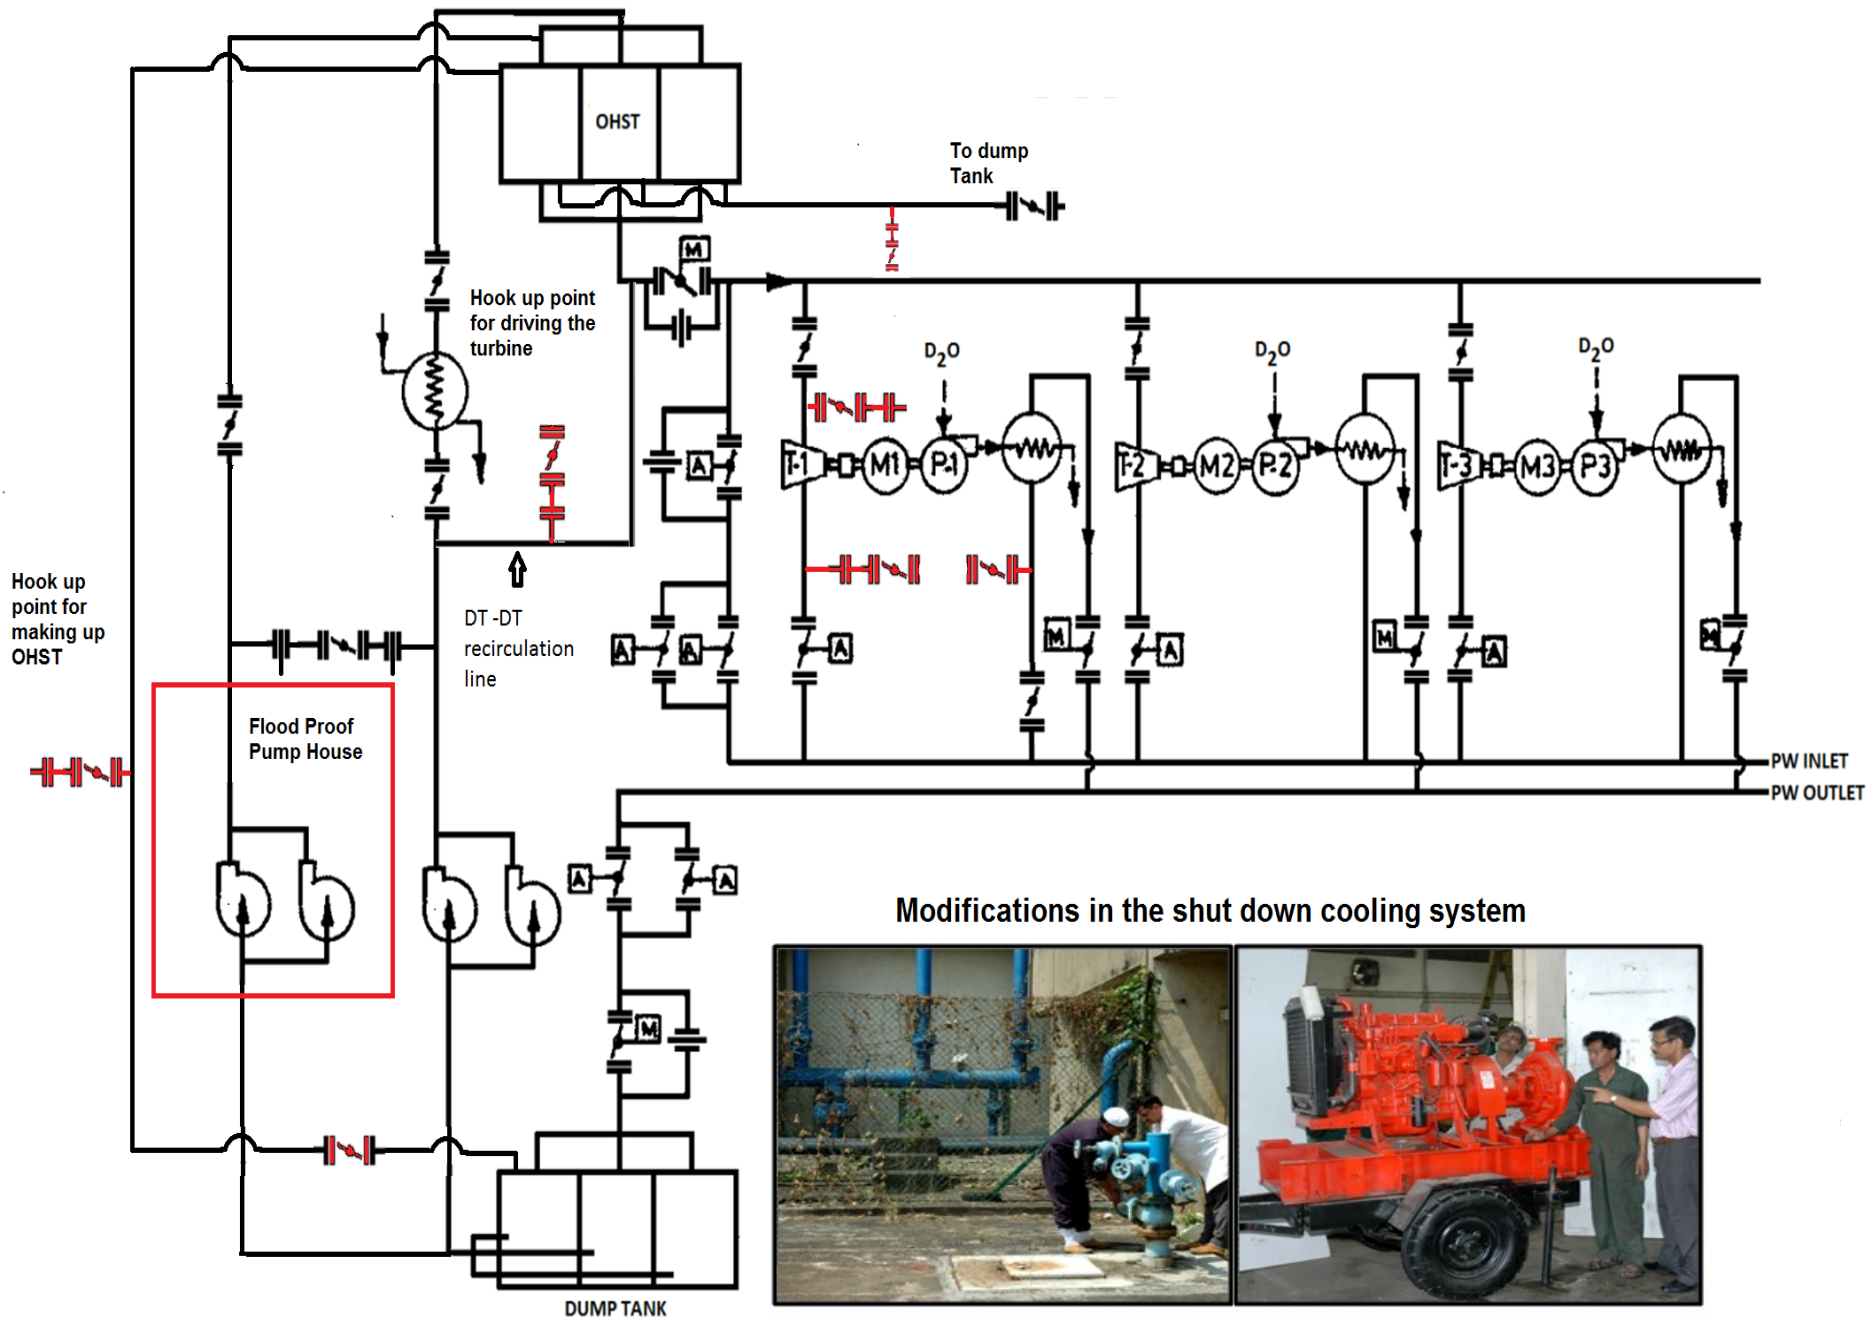 OHST
To dump
Tank
M
Hook up point
for driving the
turbine
D2O
D2O
D2O
A
T-1
M1
P-1
T-2
M2
P-2
T-3
M3
P3
Hook up
point for
making up
OHST
DT -DT
recirculation
line
A
A
A
M
A
M
A
M
Flood Proof
Pump House
PW INLET
PW OUTLET
A
A
M
Modifications in the shut down cooling system
DUMP TANK